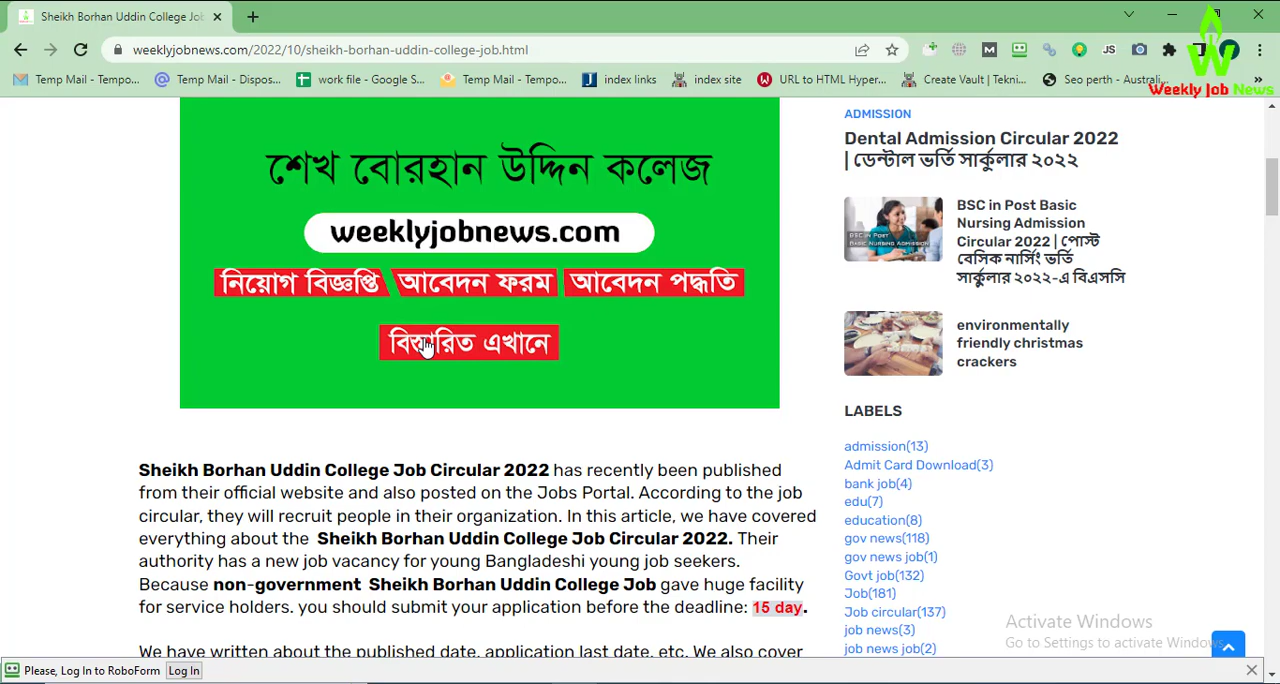 Sheikh Borhan Uddin College Job
weeklyjobnews.com/2022/10/sheikh-borhan-uddin-college-job.html
Temp Mail - Tempo...
Temp Mail - Dispos...
work file - Google S...
Temp Mail - Tempo...
index links
index site
URL to HTML Hyper...
Create Vault | Tekni...
Seo perth - Australi...
Weekly Job News
শেখ বোরহান উদ্দিন কলেজ
weeklyjobnews.com
নিয়োগ বিজ্ঞপ্তি আবেদন ফরম আবেদন পদ্ধতি
বিস্তারিত এখানে
Sheikh Borhan Uddin College Job Circular 2022 has recently been published
from their official website and also posted on the Jobs Portal. According to the job
circular, they will recruit people in their organization. In this article, we have covered
everything about the Sheikh Borhan Uddin College Job Circular 2022. Their
authority has a new job vacancy for young Bangladeshi young job seekers.
Because non-government Sheikh Borhan Uddin College Job gave huge facility
for service holders. you should submit your application before the deadline: 15 day.
We have written about the published date, application last date, etc. We also cover
ADMISSION
Dental Admission Circular 2022
| ডেন্টাল ভর্তি সার্কুলার ২০২২
BSC in Post
BASIC NURSING ADMISSION
BSC in Post Basic
Nursing Admission
Circular 2022 | পোস্ট
বেসিক নার্সিং ভর্তি
সার্কুলার ২০২২-এ বিএসসি
environmentally
friendly christmas
crackers
LABELS
admission(13)
Admit Card Download(3)
bank job(4)
edu(7)
education(8)
gov news(118)
gov news job(1)
Govt job(132)
Job(181)
Job circular(137)
job news(3)
job news job(2)
Activate Windows
Go to Settings to activate Windows.
Please, Log In to RoboForm Log In